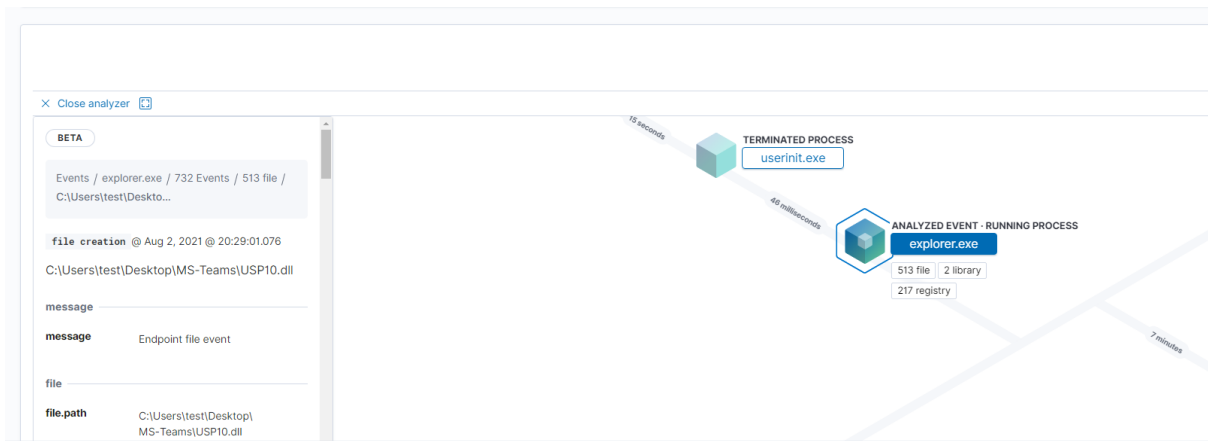 Close analyzer
BETA
Events / explorer.exe / 732 Events / 513 file /
C:\Users\test\Deskto...
file creation @ Aug 2, 2021 @ 20:29:01.076
C:\Users\test\Desktop\MS-Teams\USP10.dll
message
message Endpoint file event
file
file.path C:\Users\test\Desktop\
MS-Teams\USP10.dll
15 seconds
TERMINATED PROCESS
userinit.exe
46 milliseconds
ANALYZED EVENT · RUNNING PROCESS
explorer.exe
513 file 2 library
217 registry
7 minutes